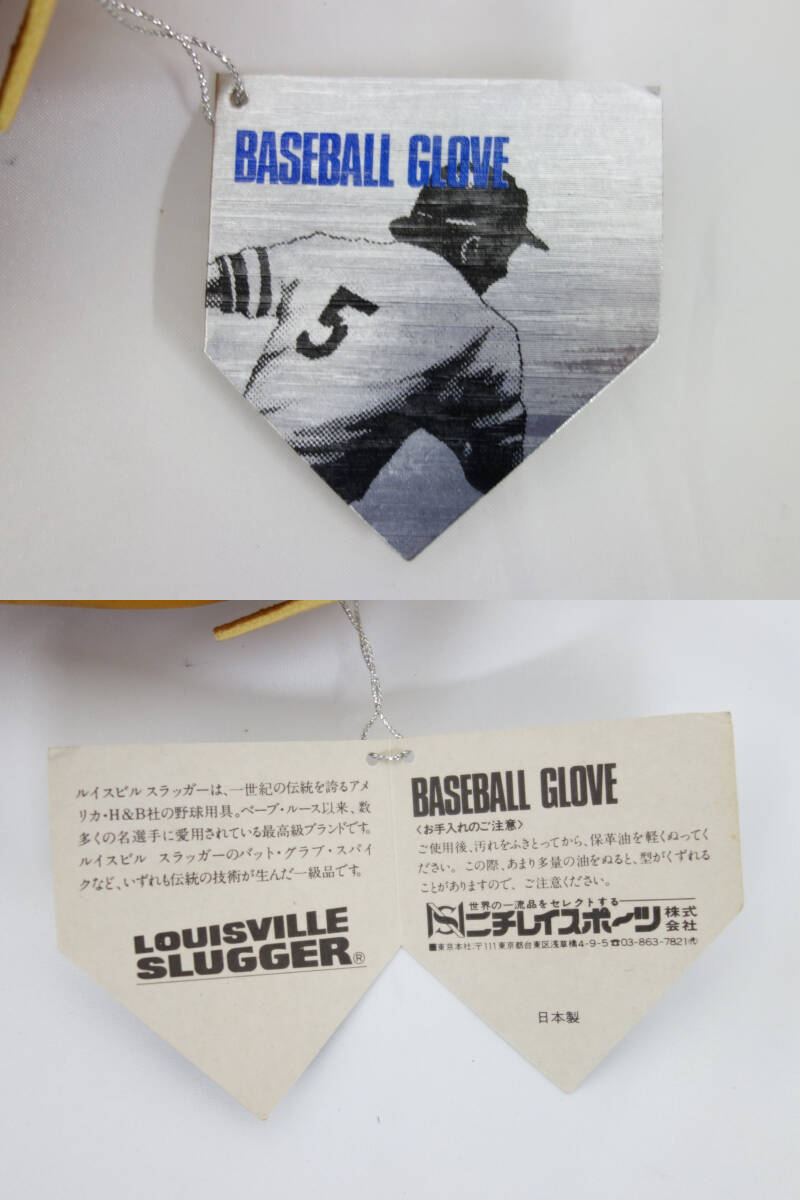 BASEBALL GLOVE
5
ルイスビル スラッガーは、一世紀の伝統を誇るアメ
リカ・H&B社の野球用具。ベーブ・ルース以来、数
多くの名選手に愛用されている最高級ブランドです。
ルイスビル スラッガーのバット・グラブ・スパイ
クなど、いずれも伝統の技術が生んだ一級品です。
LOUISVILLE
SLUGGER®
BASEBALL GLOVE
〈お手入れのご注意〉
ご使用後、汚れをふきとってから、保革油を軽くぬってく
ださい。この際、あまり多量の油をぬると、型がくずれる
ことがありますので、ご注意ください。
世界の一流品をセレクトする
NS ニチレイスポーツ株式会社
■東京本社:〒111 東京都台東区浅草橋4-9-5 ☎03-863-7821㈹
日本製